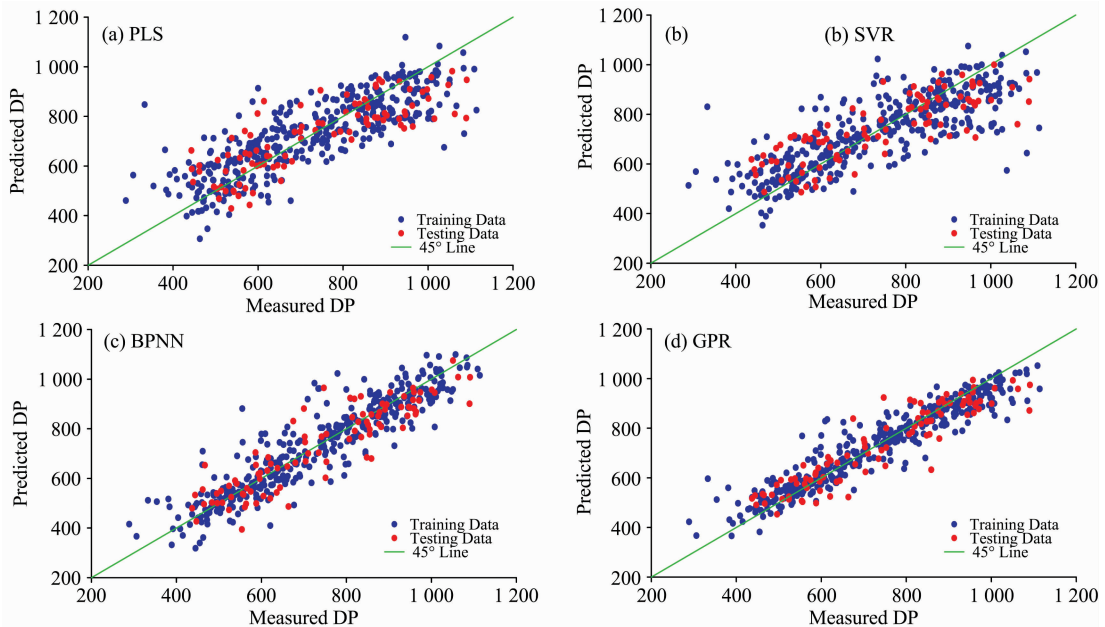 (a) PLS
1 200
1 000
800
600
400
200
Predicted DP
Training Data
Testing Data
45° Line
200 400 600 800 1 000 1 200
Measured DP
(b) (b) SVR
1 200
1 000
800
600
400
200
Predicted DP
Training Data
Testing Data
45° Line
200 400 600 800 1 000 1 200
Measured DP
(c) BPNN
1 200
1 000
800
600
400
200
Predicted DP
Training Data
Testing Data
45° Line
200 400 600 800 1 000 1 200
Measured DP
(d) GPR
1 200
1 000
800
600
400
200
Predicted DP
Training Data
Testing Data
45° Line
200 400 600 800 1 000 1 200
Measured DP